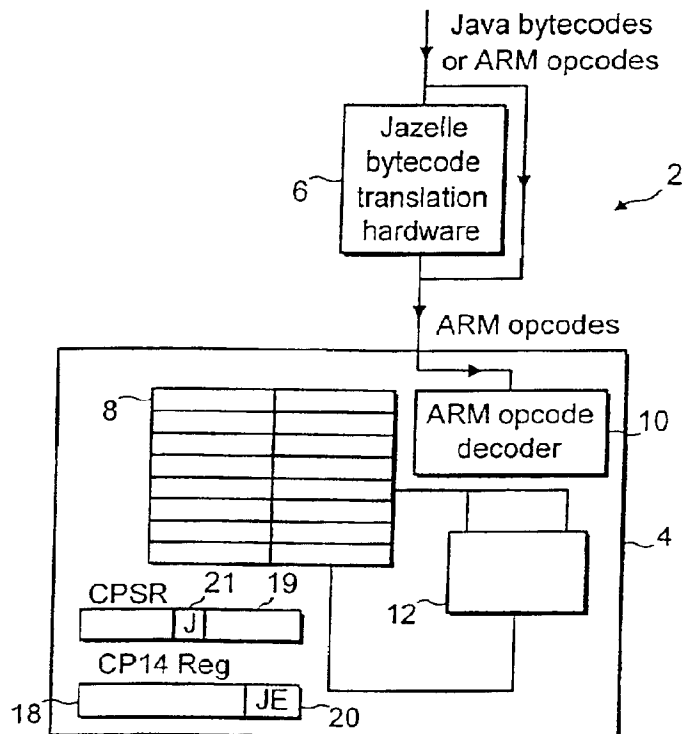 Java bytecodes
or ARM opcodes
Jazelle
bytecode
translation
hardware
6
2
ARM opcodes
8
ARM opcode
decoder
10
4
12
CPSR
21
19
J
CP14 Reg
18
JE
20